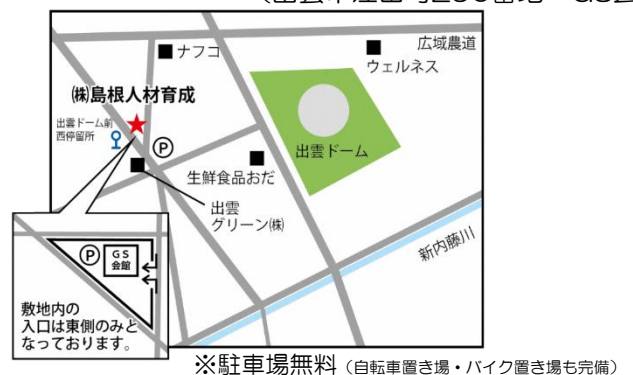 ナフコ
広域農道
ウェルネス
㈱島根人材育成
出雲ドーム前
西停留所
P
出雲ドーム
生鮮食品おだ
出雲
グリーン㈱
新内藤川
P
GS
会館
敷地内の
入口は東側のみと
なっております。
※駐車場無料(自転車置き場・バイク置き場も完備)